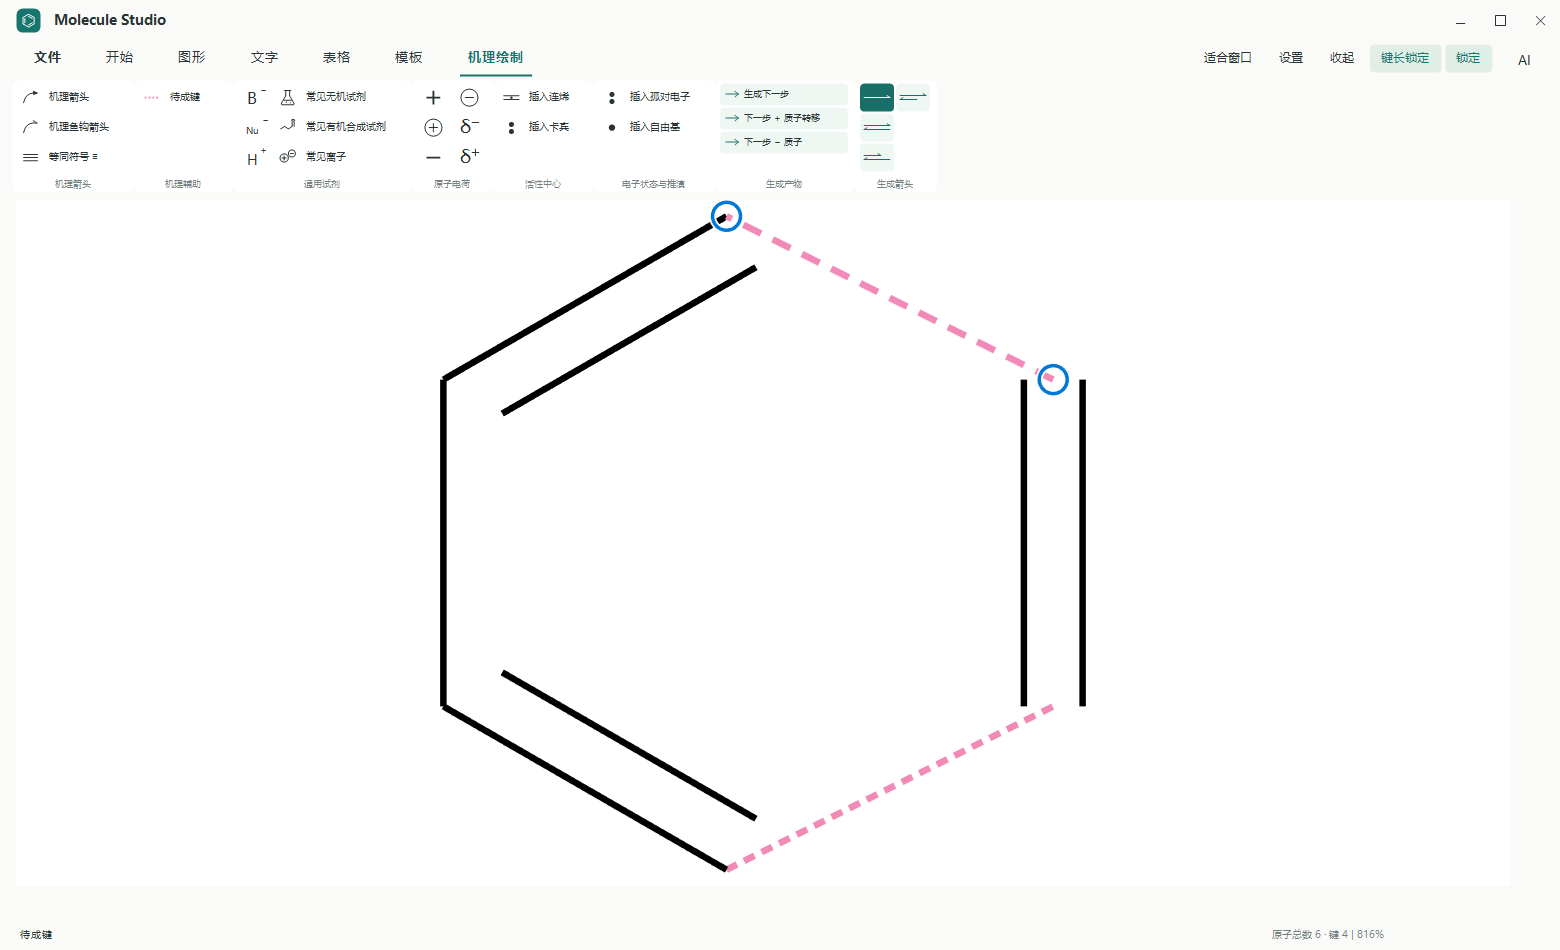 Molecule Studio
文件 开始 图形 文字 表格 模板 机理绘制 适合窗口 设置 收起 键长锁定 锁定 AI
机理箭头 待成键 B⁻ 常见无机试剂 + ⊖ 插入连烯 插入孤对电子 生成下一步
机理鱼钩箭头 Nu⁻ 常见有机合成试剂 ⊕ δ⁻ 插入卡宾 插入自由基 下一步 + 质子转移
等同符号 ≡ H⁺ 常见离子 − δ⁺ 下一步 − 质子
机理箭头 机理辅助 通用试剂 原子电荷 活性中心 电子状态与推演 生成产物 生成箭头
待成键 原子总数 6 · 键 4 | 816%